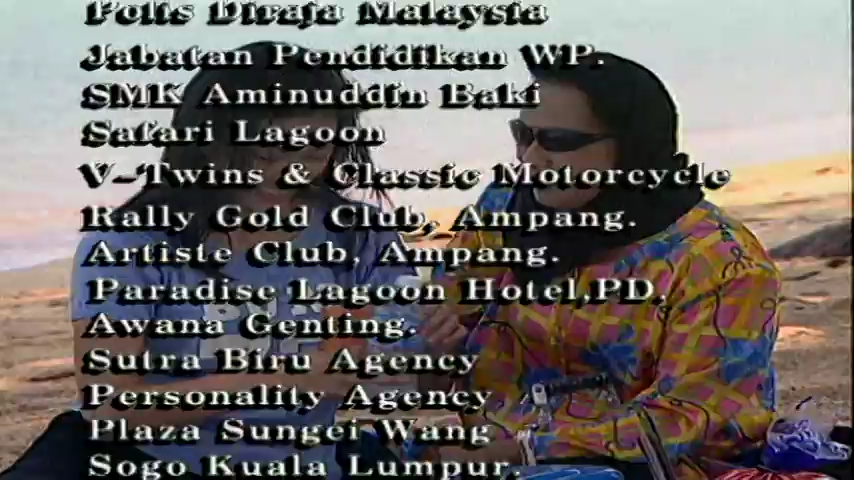 Polis Diraja Malaysia
Jabatan Pendidikan WP.
SMK Aminuddin Baki
Safari Lagoon
V-Twins & Classic Motorcycle
Rally Gold Club, Ampang.
Artiste Club, Ampang.
Paradise Lagoon Hotel,PD.
Awana Genting.
Sutra Biru Agency
Personality Agency
Plaza Sungei Wang
Sogo Kuala Lumpur.